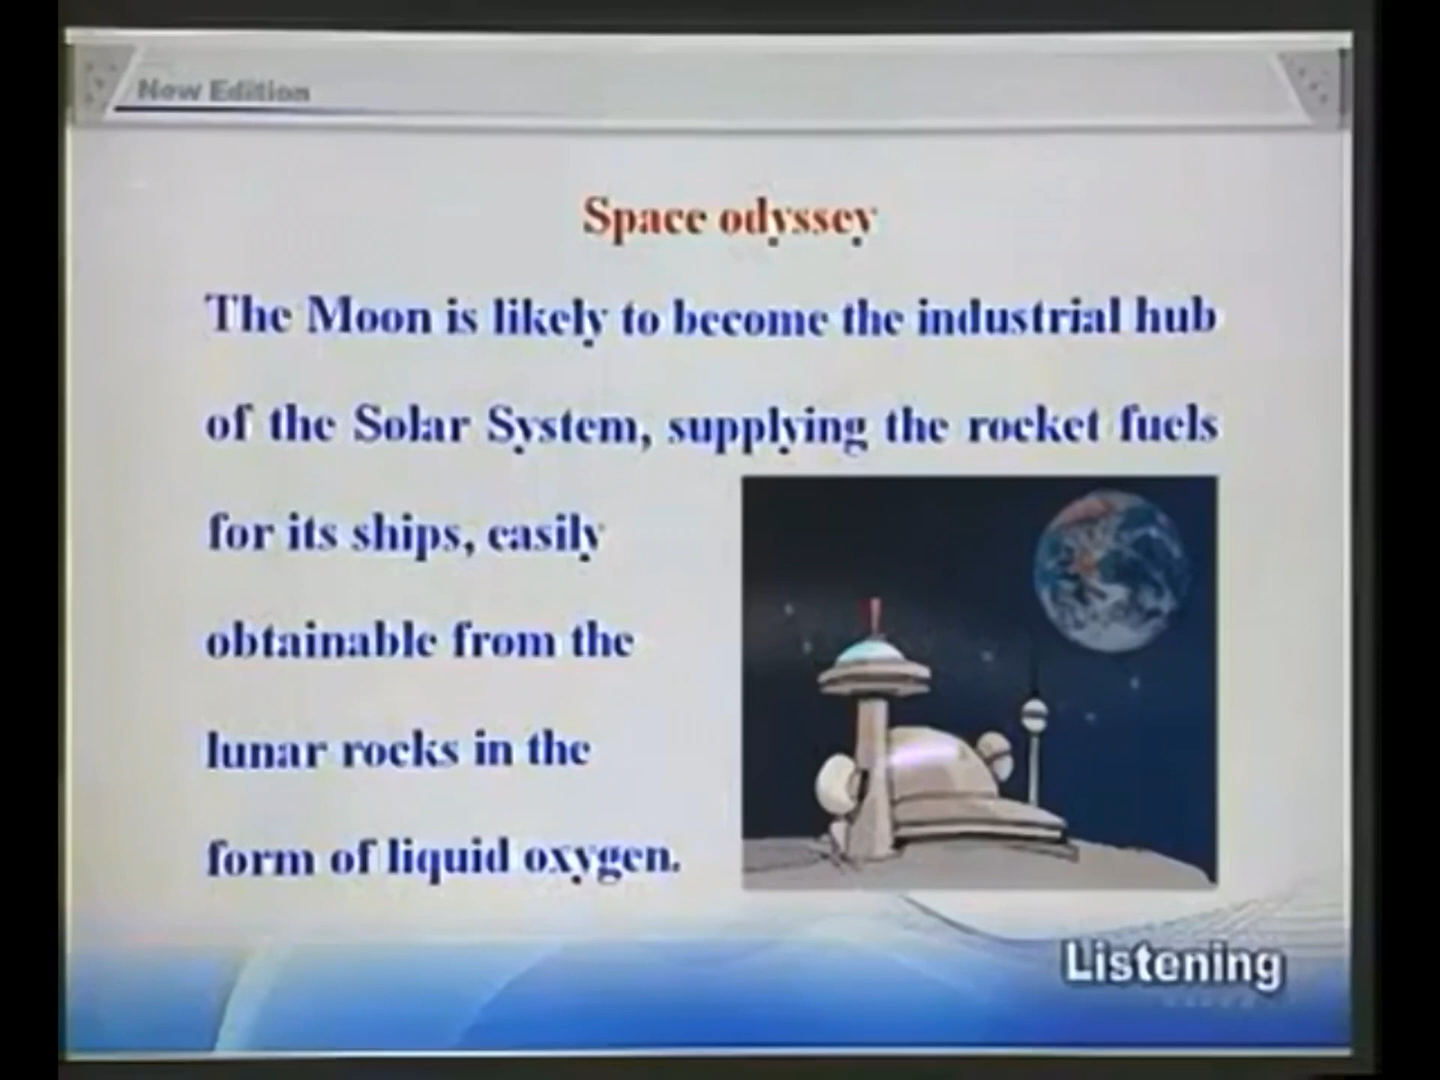 New Edition
Space odyssey
The Moon is likely to become the industrial hub
of the Solar System, supplying the rocket fuels
for its ships, easily
obtainable from the
lunar rocks in the
form of liquid oxygen.
Listening